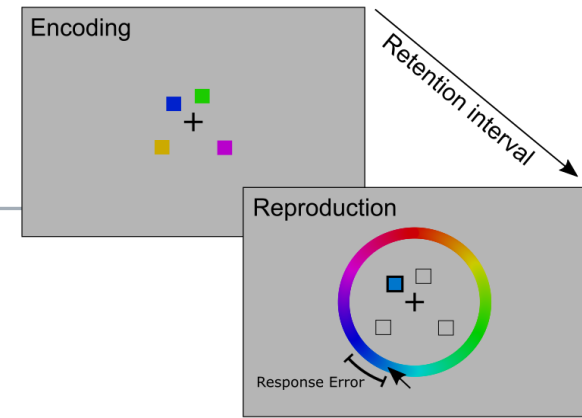 Encoding
Retention interval
Reproduction
Response Error